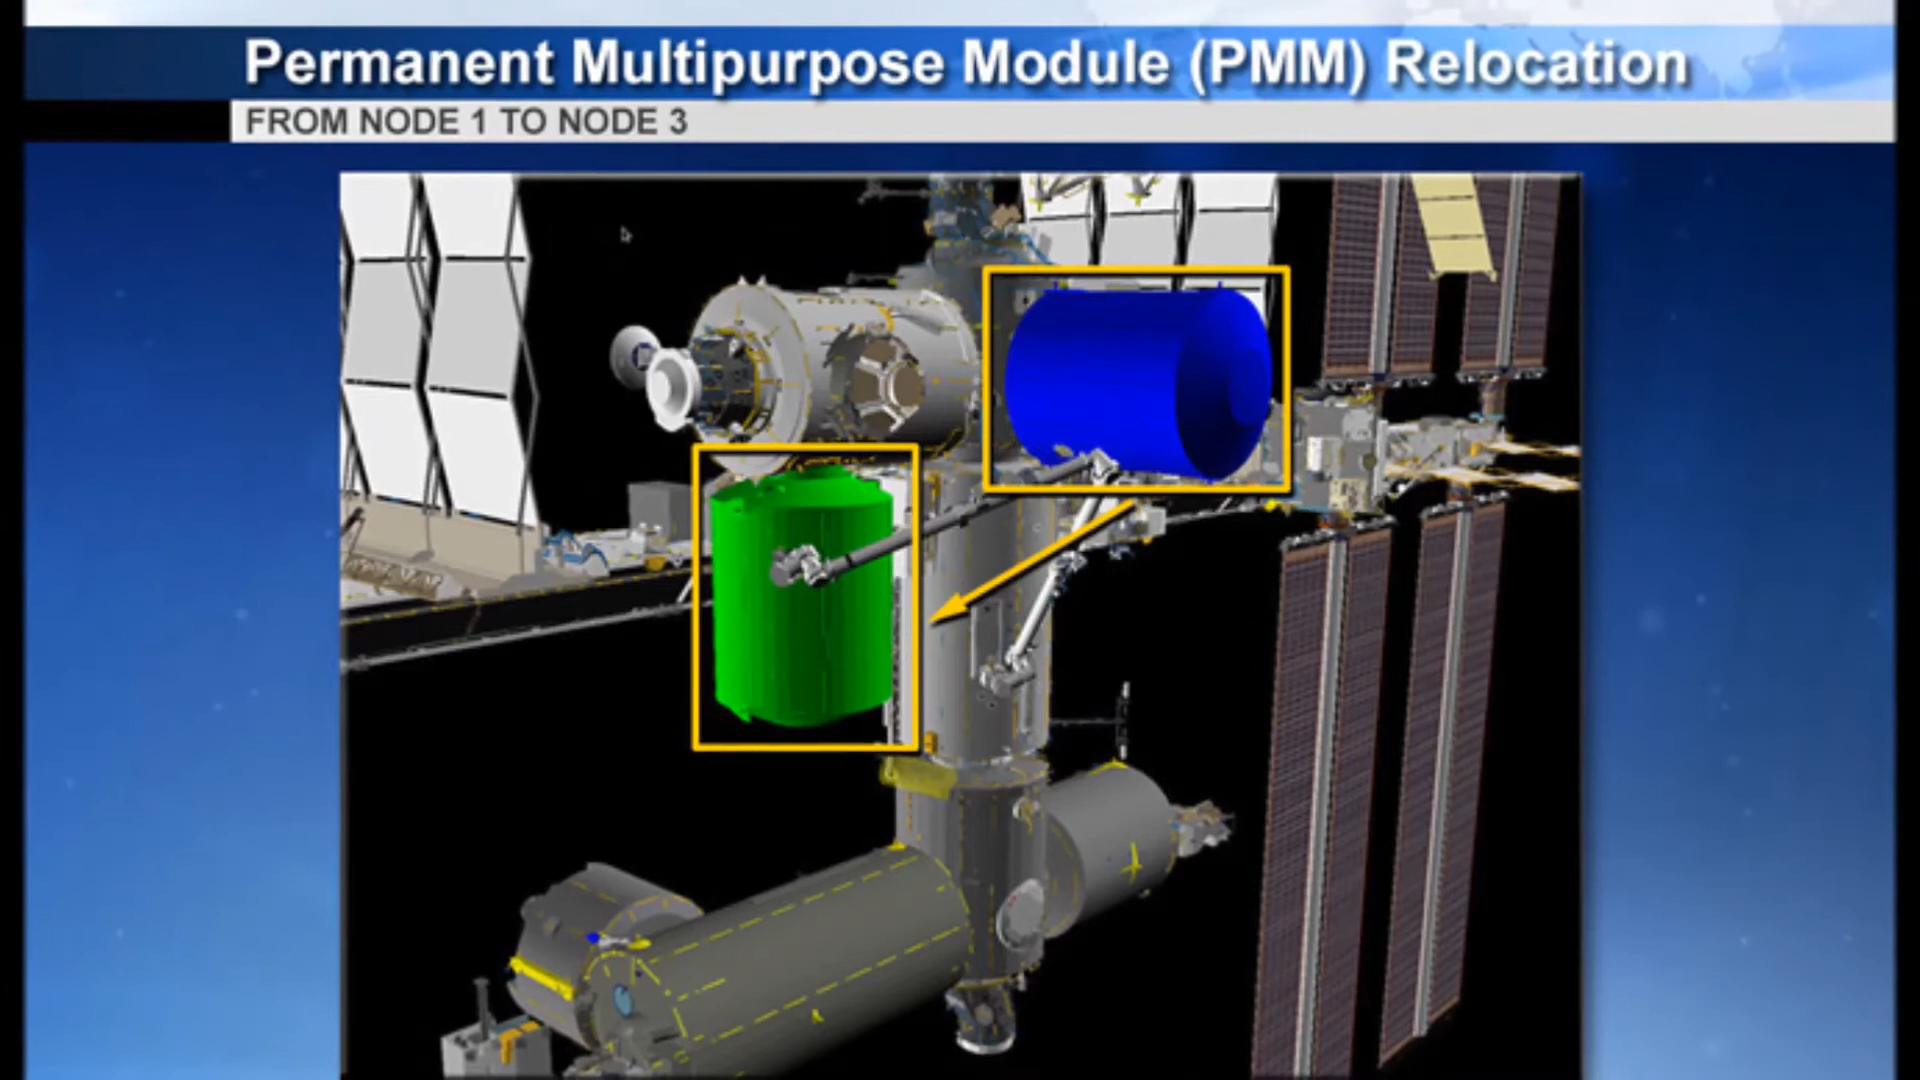 Permanent Multipurpose Module (PMM) Relocation
FROM NODE 1 TO NODE 3